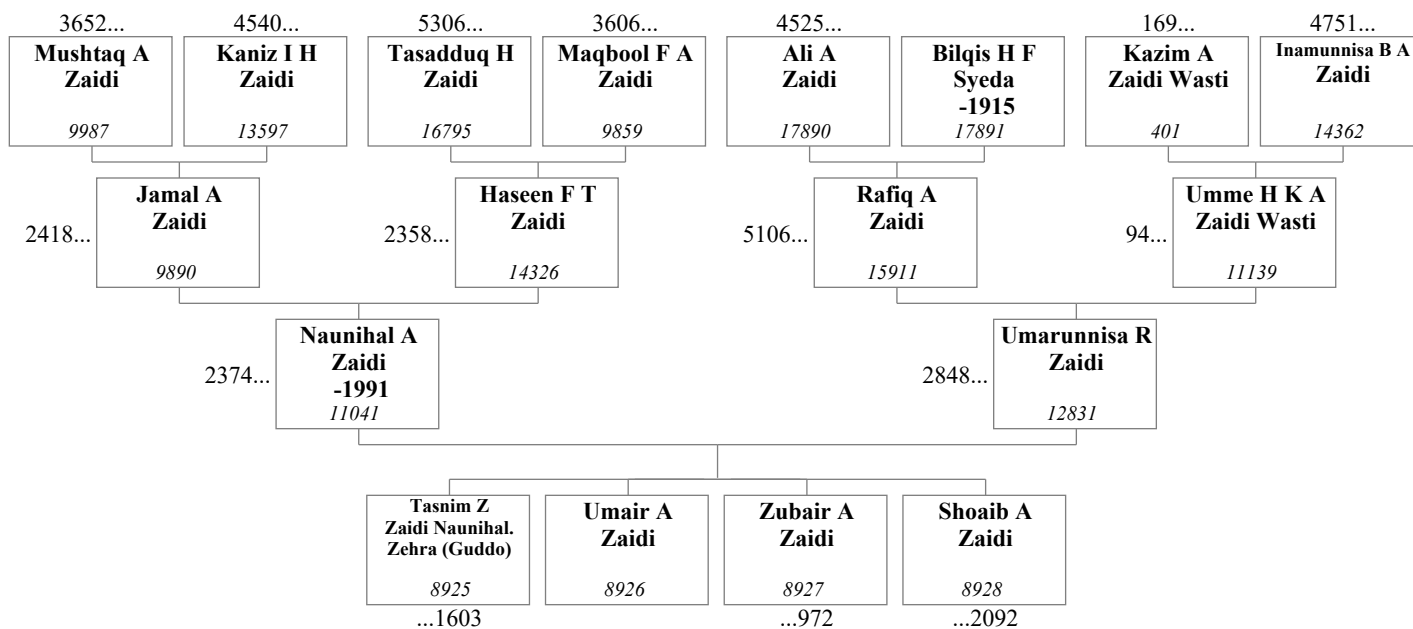 3652... 4540... 5306... 3606... 4525... 169... 4751...
Mushtaq A
Zaidi
9987
Kaniz I H
Zaidi
13597
Tasadduq H
Zaidi
16795
Maqbool F A
Zaidi
9859
Ali A
Zaidi
17890
Bilqis H F
Syeda
-1915
17891
Kazim A
Zaidi Wasti
401
Inamunnisa B A
Zaidi
14362
2418...
Jamal A
Zaidi
9890
2358...
Haseen F T
Zaidi
14326
5106...
Rafiq A
Zaidi
15911
94...
Umme H K A
Zaidi Wasti
11139
2374...
Naunihal A
Zaidi
-1991
11041
2848...
Umarunnisa R
Zaidi
12831
Tasnim Z
Zaidi Naunihal.
Zehra (Guddo)
8925
Umair A
Zaidi
8926
Zubair A
Zaidi
8927
Shoaib A
Zaidi
8928
...1603 ...972 ...2092